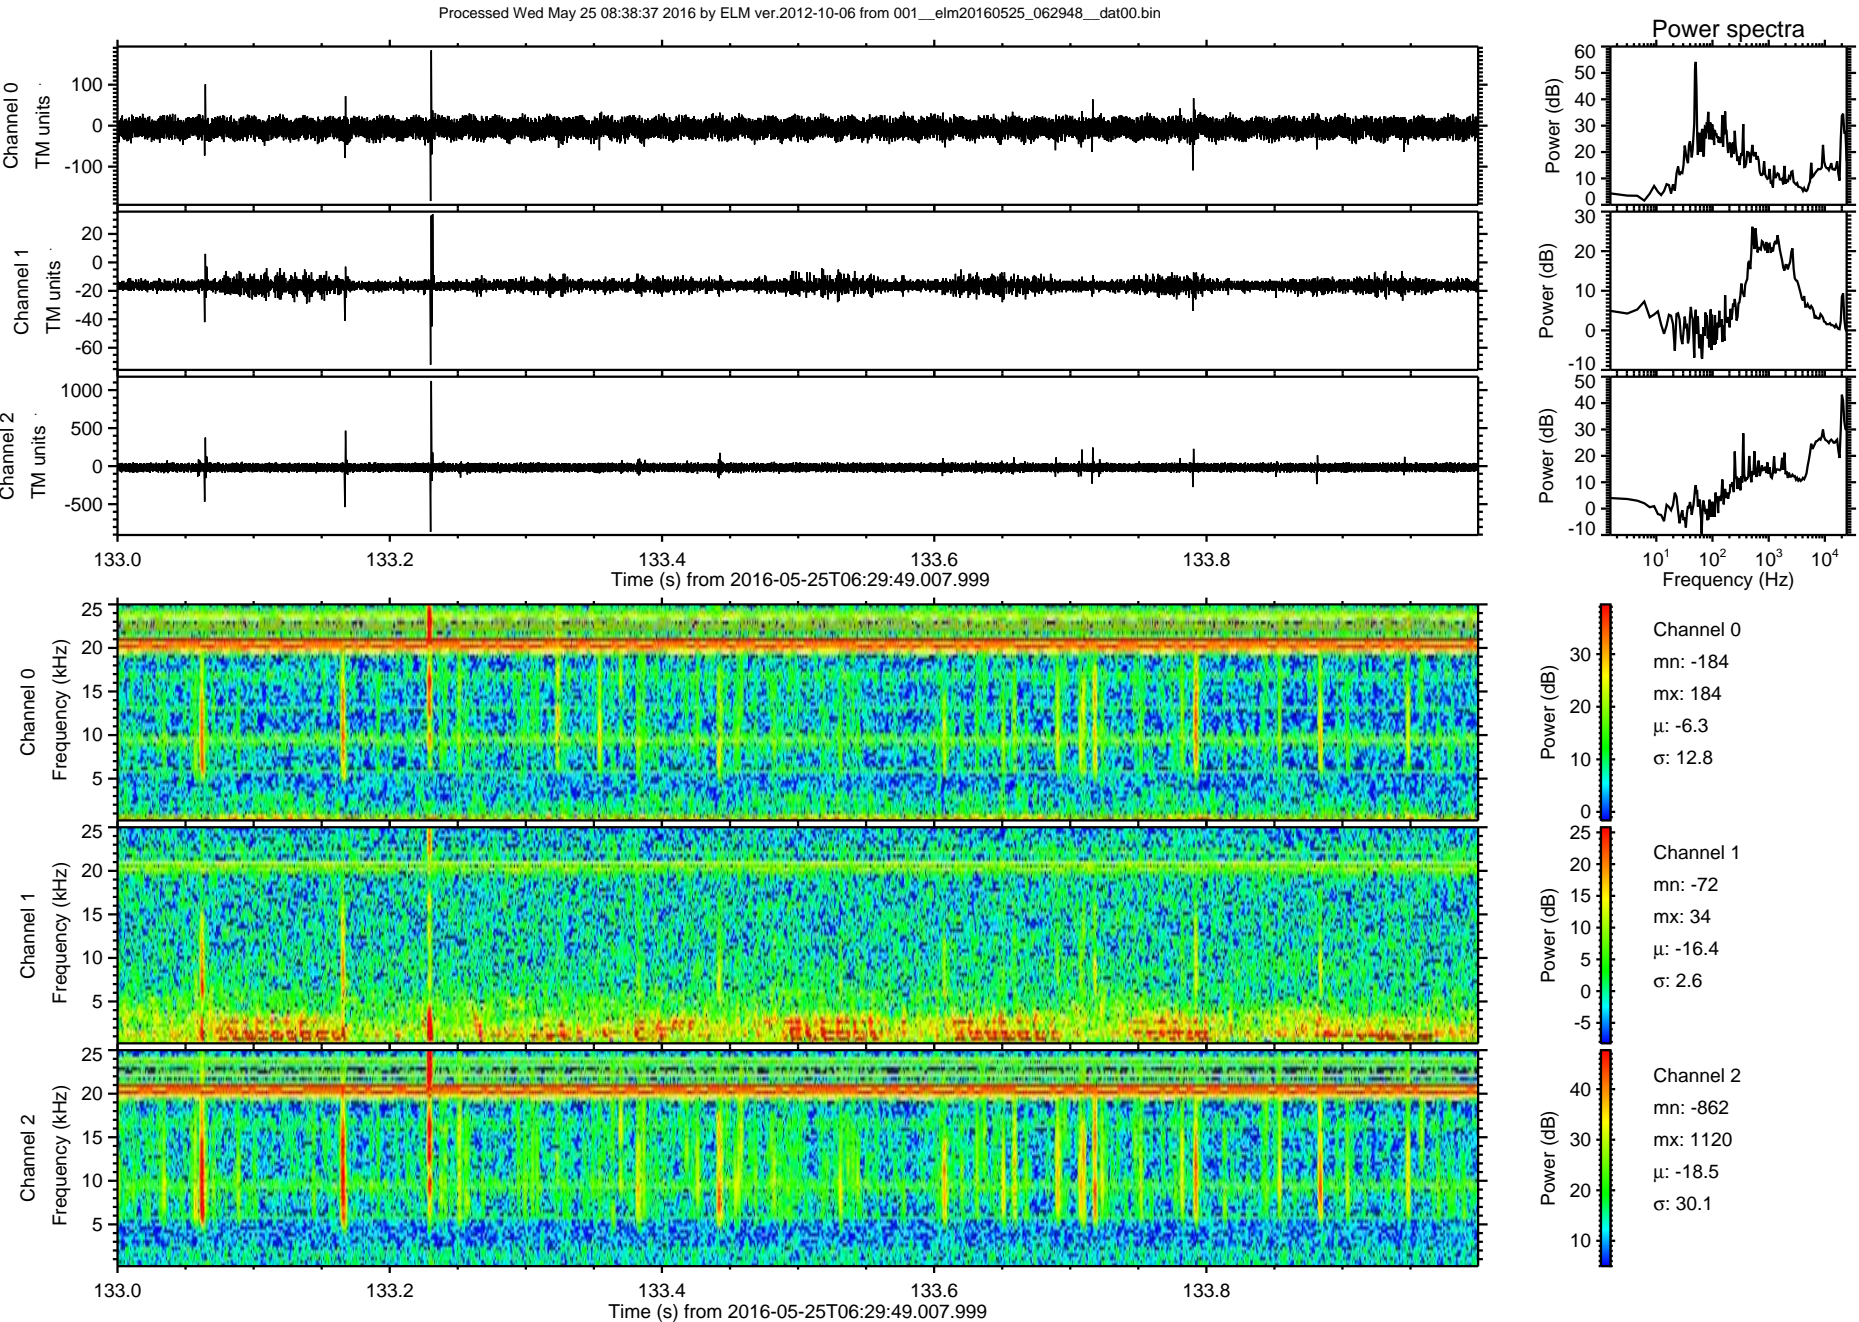 Processed Wed May 25 08:38:37 2016 by ELM ver.2012-10-06 from 001__elm20160525_062948__dat00.bin
Power spectra
Channel 0
TM units
100
0
-100
Power (dB)
60
50
40
30
20
10
0
Channel 1
TM units
20
0
-20
-40
-60
Power (dB)
30
20
10
0
-10
Channel 2
TM units
1000
500
0
-500
Power (dB)
50
40
30
20
10
0
-10
133.0 133.2 133.4 133.6 133.8
Time (s) from 2016-05-25T06:29:49.007.999
10^1 10^2 10^3 10^4
Frequency (Hz)
Channel 0
Frequency (kHz)
25
20
15
10
5
Power (dB)
30
20
10
0
Channel 0
mn: -184
mx: 184
µ: -6.3
σ: 12.8
Channel 1
Frequency (kHz)
25
20
15
10
5
Power (dB)
25
20
15
10
5
0
-5
Channel 1
mn: -72
mx: 34
µ: -16.4
σ: 2.6
Channel 2
Frequency (kHz)
25
20
15
10
5
Power (dB)
40
30
20
10
Channel 2
mn: -862
mx: 1120
µ: -18.5
σ: 30.1
133.0 133.2 133.4 133.6 133.8
Time (s) from 2016-05-25T06:29:49.007.999